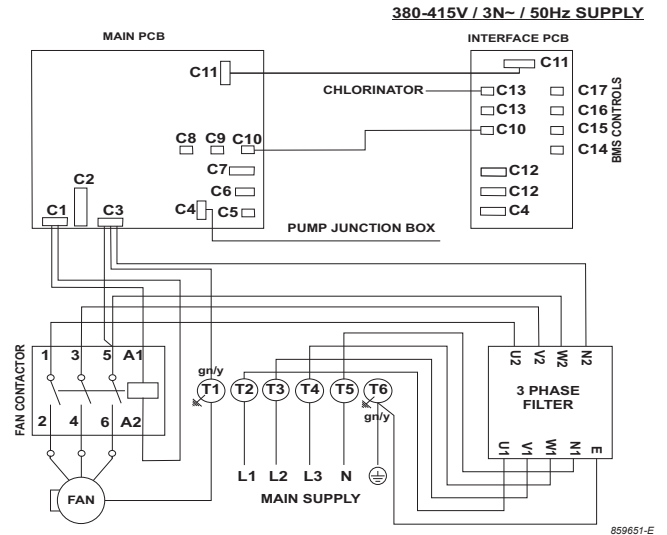 380-415V / 3N~ / 50Hz SUPPLY
MAIN PCB
INTERFACE PCB
C11
C11
CHLORINATOR
C13
C17
C13
C16
C10
C15
C14
BMS CONTROLS
C8
C9
C10
C7
C12
C6
C12
C2
C1
C3
C4
C5
C4
PUMP JUNCTION BOX
FAN CONTACTOR
1
3
5
A1
2
4
6
A2
FAN
gn/y
T1
T2
T3
T4
T5
T6
gn/y
L1
L2
L3
N
MAIN SUPPLY
U2
V2
W2
N2
3 PHASE
FILTER
U1
V1
W1
N1
E
859651-E